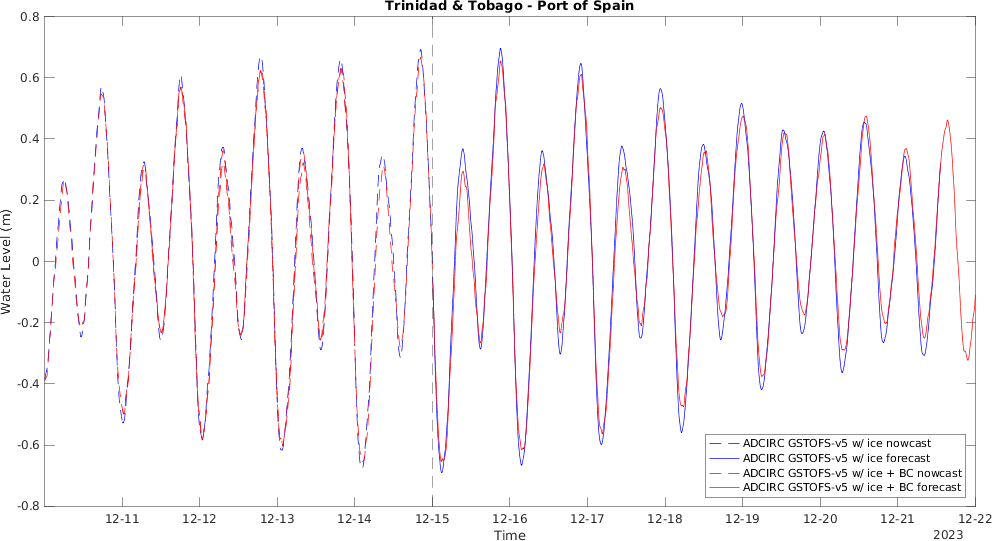 Trinidad & Tobago - Port of Spain
Water Level (m)
0.8
0.6
0.4
0.2
0
-0.2
-0.4
-0.6
-0.8
12-11 12-12 12-13 12-14 12-15 12-16 12-17 12-18 12-19 12-20 12-21 12-22
Time
2023
ADCIRC GSTOFS-v5 w/ ice nowcast
ADCIRC GSTOFS-v5 w/ ice forecast
ADCIRC GSTOFS-v5 w/ ice + BC nowcast
ADCIRC GSTOFS-v5 w/ ice + BC forecast